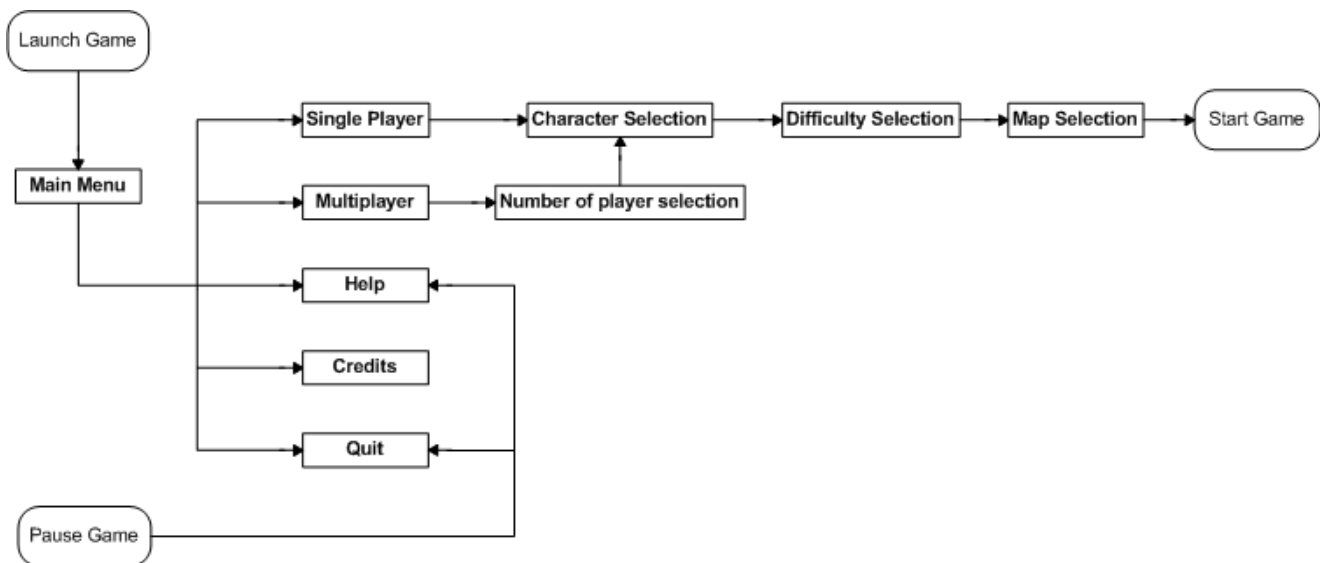 Launch Game
Single Player
Character Selection
Difficulty Selection
Map Selection
Start Game
Main Menu
Multiplayer
Number of player selection
Help
Credits
Quit
Pause Game